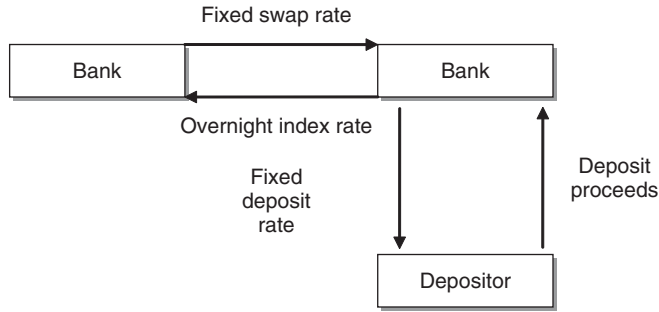 Fixed swap rate
Bank
Bank
Overnight index rate
Fixed
deposit
rate
Deposit
proceeds
Depositor